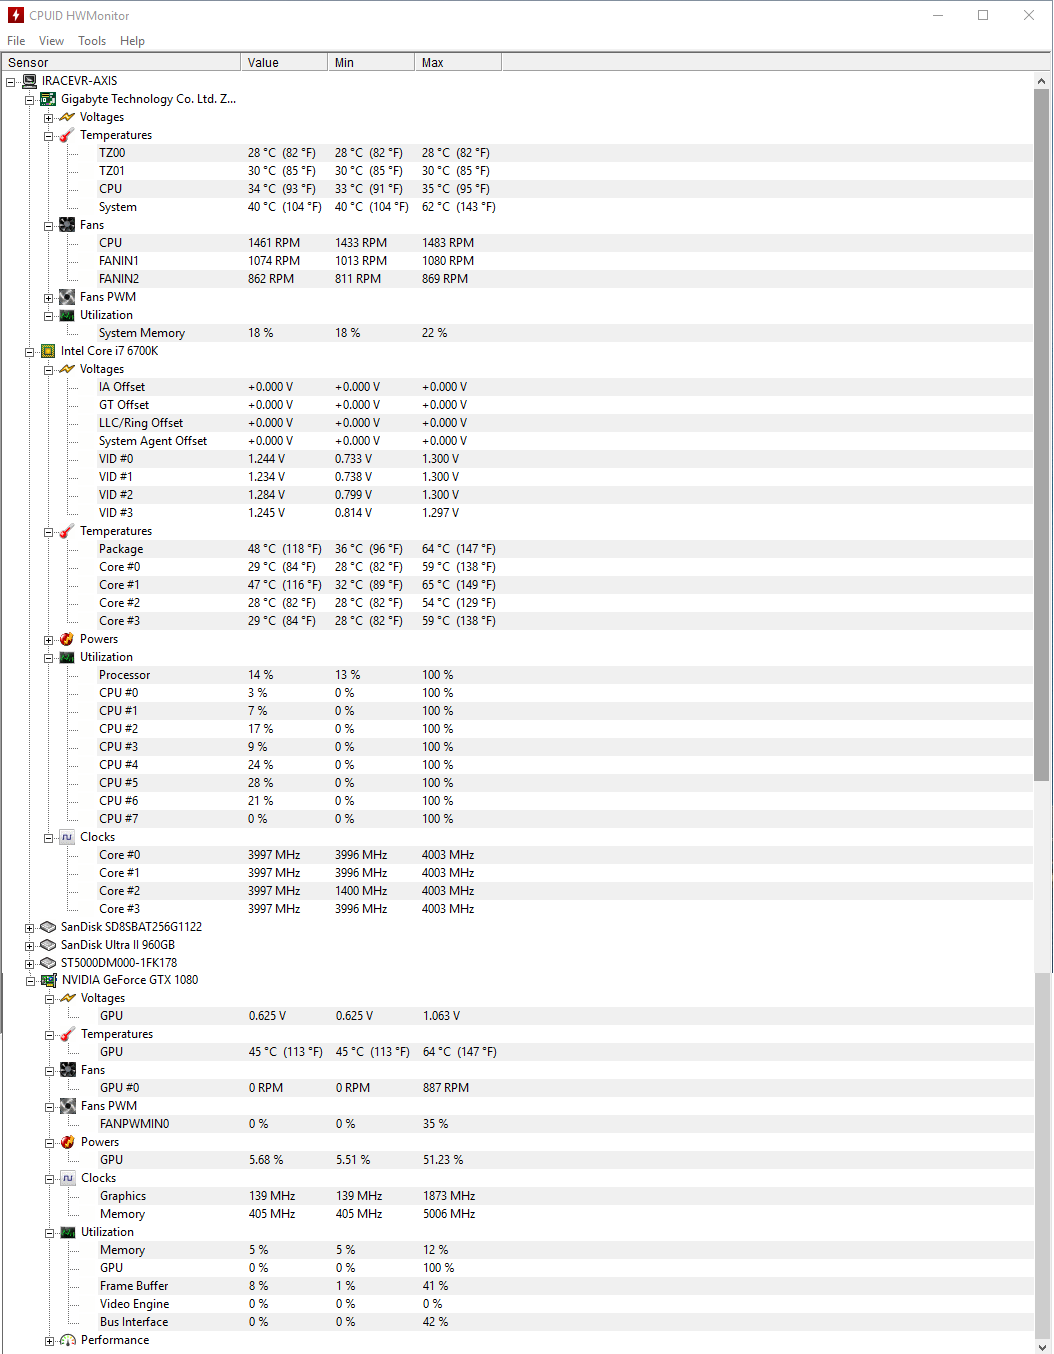 CPUID HWMonitor
File View Tools Help
Sensor Value Min Max
IRACEVR-AXIS
Gigabyte Technology Co. Ltd. Z...
Voltages
Temperatures
TZ00 28 °C (82 °F) 28 °C (82 °F) 28 °C (82 °F)
TZ01 30 °C (85 °F) 30 °C (85 °F) 30 °C (85 °F)
CPU 34 °C (93 °F) 33 °C (91 °F) 35 °C (95 °F)
System 40 °C (104 °F) 40 °C (104 °F) 62 °C (143 °F)
Fans
CPU 1461 RPM 1433 RPM 1483 RPM
FANIN1 1074 RPM 1013 RPM 1080 RPM
FANIN2 862 RPM 811 RPM 869 RPM
Fans PWM
Utilization
System Memory 18 % 18 % 22 %
Intel Core i7 6700K
Voltages
IA Offset +0.000 V +0.000 V +0.000 V
GT Offset +0.000 V +0.000 V +0.000 V
LLC/Ring Offset +0.000 V +0.000 V +0.000 V
System Agent Offset +0.000 V +0.000 V +0.000 V
VID #0 1.244 V 0.733 V 1.300 V
VID #1 1.234 V 0.738 V 1.300 V
VID #2 1.284 V 0.799 V 1.300 V
VID #3 1.245 V 0.814 V 1.297 V
Temperatures
Package 48 °C (118 °F) 36 °C (96 °F) 64 °C (147 °F)
Core #0 29 °C (84 °F) 28 °C (82 °F) 59 °C (138 °F)
Core #1 47 °C (116 °F) 32 °C (89 °F) 65 °C (149 °F)
Core #2 28 °C (82 °F) 28 °C (82 °F) 54 °C (129 °F)
Core #3 29 °C (84 °F) 28 °C (82 °F) 59 °C (138 °F)
Powers
Utilization
Processor 14 % 13 % 100 %
CPU #0 3 % 0 % 100 %
CPU #1 7 % 0 % 100 %
CPU #2 17 % 0 % 100 %
CPU #3 9 % 0 % 100 %
CPU #4 24 % 0 % 100 %
CPU #5 28 % 0 % 100 %
CPU #6 21 % 0 % 100 %
CPU #7 0 % 0 % 100 %
Clocks
Core #0 3997 MHz 3996 MHz 4003 MHz
Core #1 3997 MHz 3996 MHz 4003 MHz
Core #2 3997 MHz 1400 MHz 4003 MHz
Core #3 3997 MHz 3996 MHz 4003 MHz
SanDisk SD8SBAT256G1122
SanDisk Ultra II 960GB
ST5000DM000-1FK178
NVIDIA GeForce GTX 1080
Voltages
GPU 0.625 V 0.625 V 1.063 V
Temperatures
GPU 45 °C (113 °F) 45 °C (113 °F) 64 °C (147 °F)
Fans
GPU #0 0 RPM 0 RPM 887 RPM
Fans PWM
FANPWMIN0 0 % 0 % 35 %
Powers
GPU 5.68 % 5.51 % 51.23 %
Clocks
Graphics 139 MHz 139 MHz 1873 MHz
Memory 405 MHz 405 MHz 5006 MHz
Utilization
Memory 5 % 5 % 12 %
GPU 0 % 0 % 100 %
Frame Buffer 8 % 1 % 41 %
Video Engine 0 % 0 % 0 %
Bus Interface 0 % 0 % 42 %
Performance